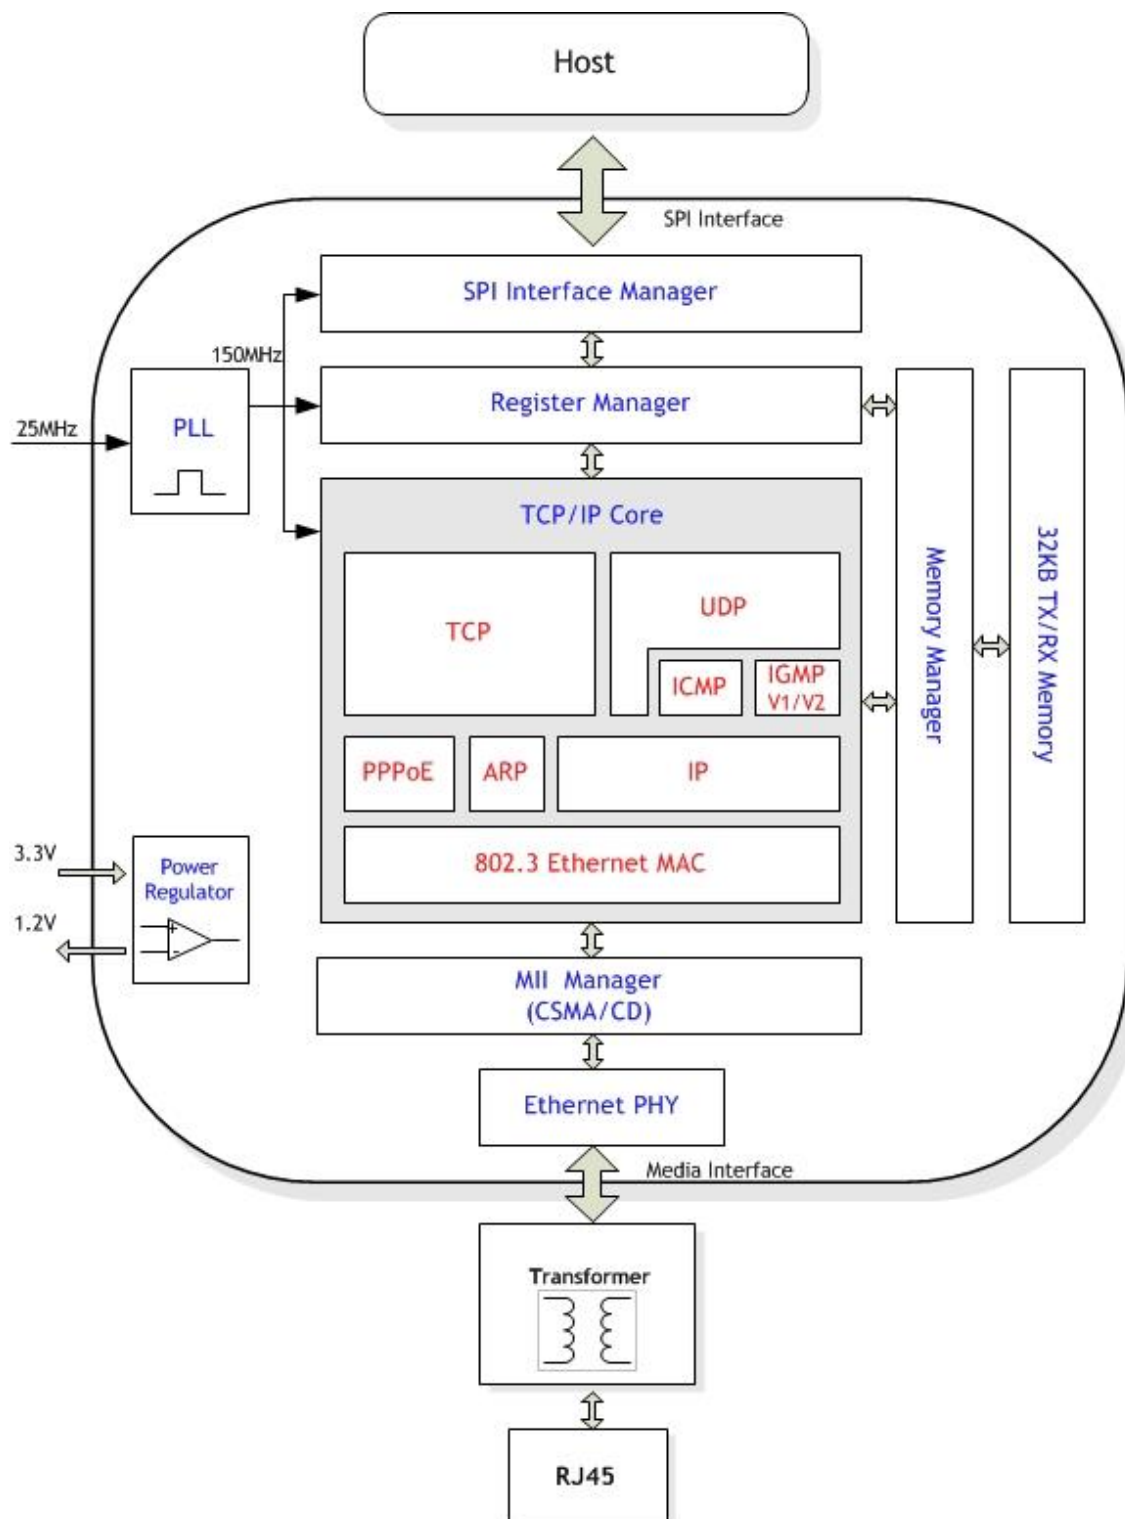 Host
SPI Interface
SPI Interface Manager
150MHz
Register Manager
25MHz
PLL
TCP/IP Core
TCP
UDP
ICMP
IGMP
V1/V2
Memory Manager
32KB TX/RX Memory
PPPoE
ARP
IP
802.3 Ethernet MAC
3.3V
1.2V
Power
Regulator
MII Manager
(CSMA/CD)
Ethernet PHY
Media Interface
Transformer
RJ45